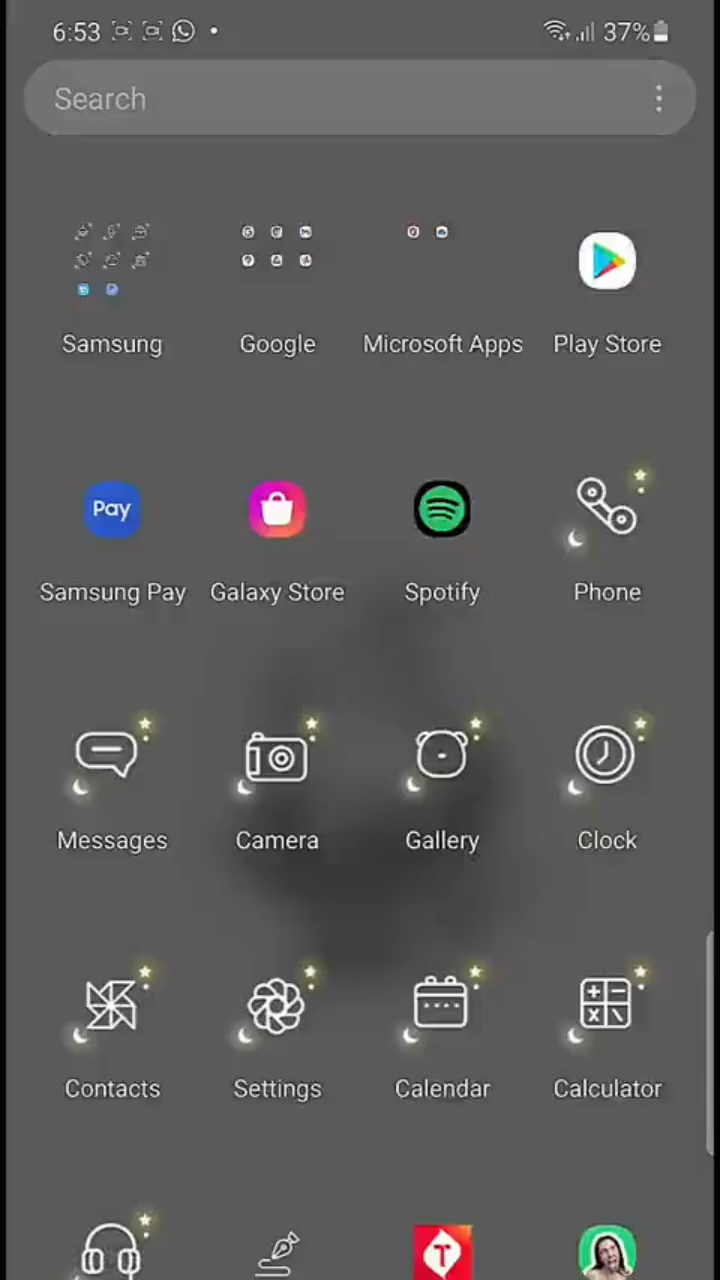 6:53
37%
Search
Samsung
Google
Microsoft Apps
Play Store
Pay
Samsung Pay
Galaxy Store
Spotify
Phone
Messages
Camera
Gallery
Clock
Contacts
Settings
Calendar
Calculator
T